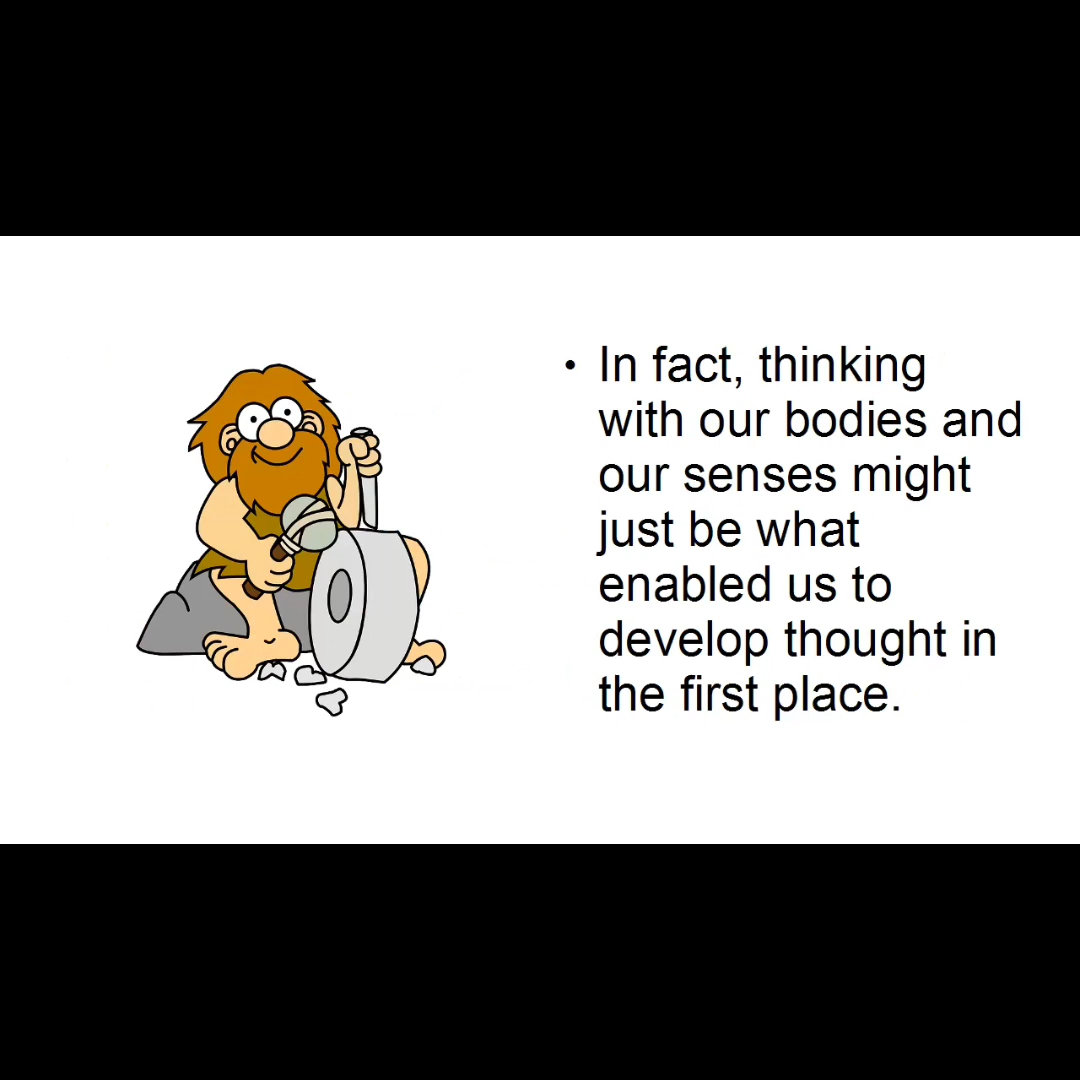 • In fact, thinking
with our bodies and
our senses might
just be what
enabled us to
develop thought in
the first place.